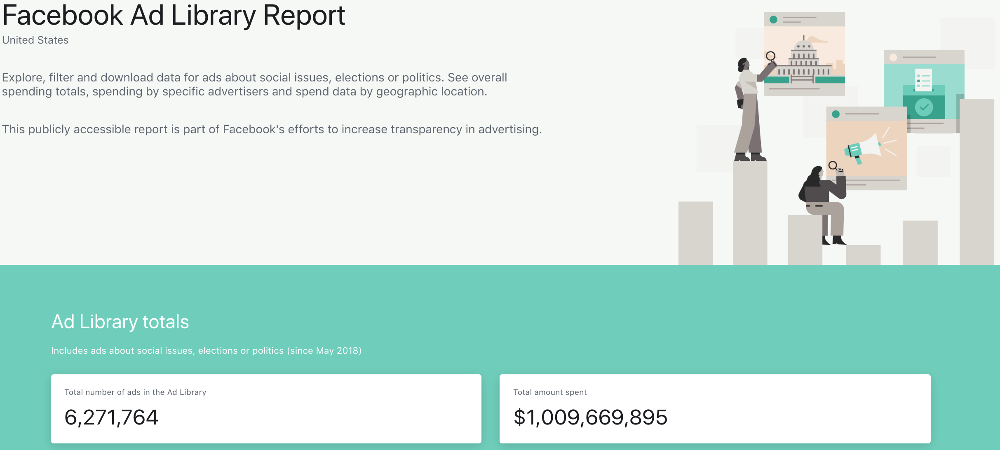 Facebook Ad Library Report
United States
Explore, filter and download data for ads about social issues, elections or politics. See overall
spending totals, spending by specific advertisers and spend data by geographic location.
This publicly accessible report is part of Facebook's efforts to increase transparency in advertising.
Ad Library totals
Includes ads about social issues, elections or politics (since May 2018)
Total number of ads in the Ad Library
6,271,764
Total amount spent
$1,009,669,895